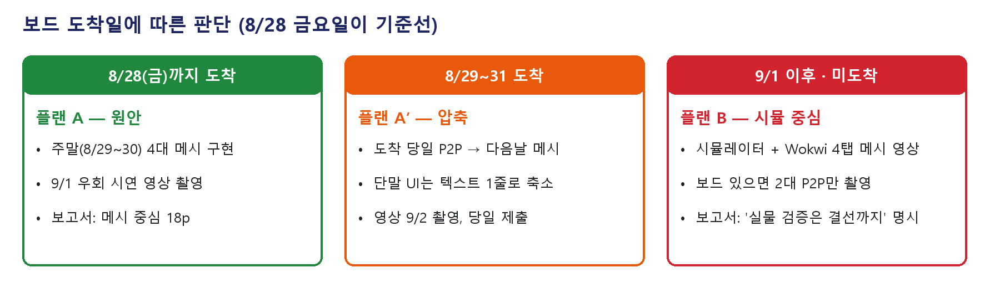 보드 도착일에 따른 판단 (8/28 금요일이 기준선)
8/28(금)까지 도착
플랜 A — 원안
• 주말(8/29~30) 4대 메시 구현
• 9/1 우회 시연 영상 촬영
• 보고서: 메시 중심 18p
8/29~31 도착
플랜 A‘ — 압축
• 도착 당일 P2P → 다음날 메시
• 단말 UI는 텍스트 1줄로 축소
• 영상 9/2 촬영, 당일 제출
9/1 이후 · 미도착
플랜 B — 시뮬 중심
• 시뮬레이터 + Wokwi 4탭 메시 영상
• 보드 있으면 2대 P2P만 촬영
• 보고서: '실물 검증은 결선까지' 명시